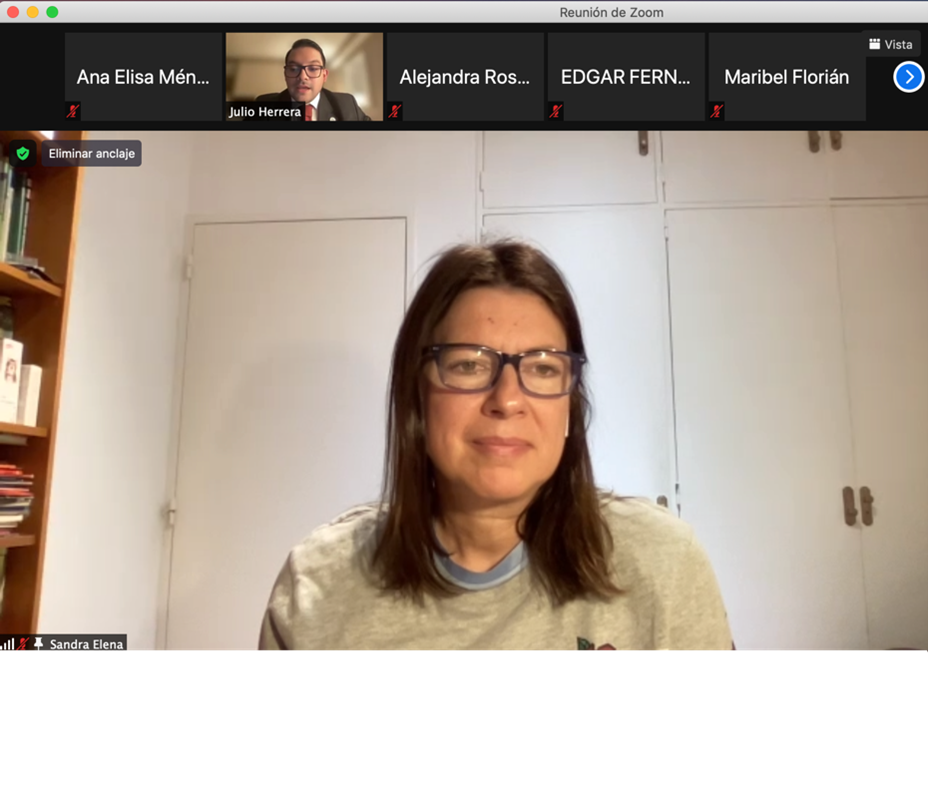 Reunión de Zoom
Vista
Ana Elisa Mén...
Julio Herrera
Alejandra Ros...
EDGAR FERN...
Maribel Florián
Eliminar anclaje
Sandra Elena